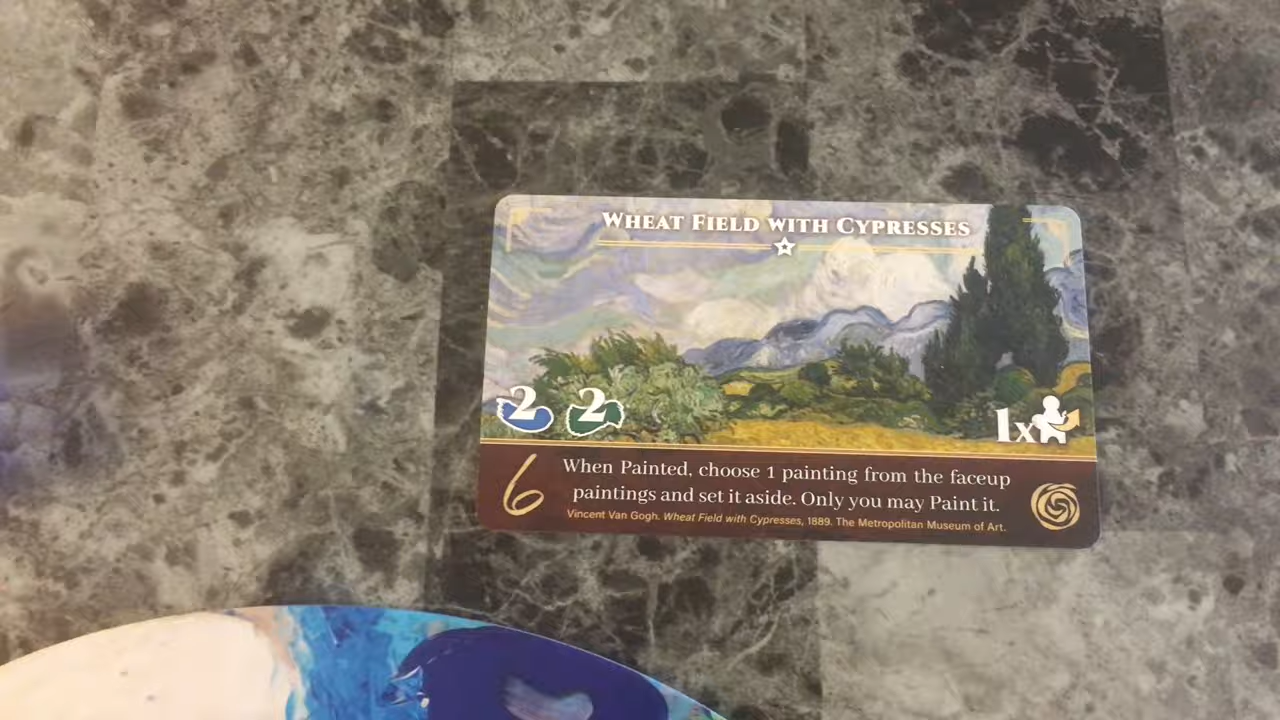 WHEAT FIELD WITH CYPRESSES
2 2
1x
6
When Painted, choose 1 painting from the faceup
paintings and set it aside. Only you may Paint it.
Vincent Van Gogh. Wheat Field with Cypresses, 1889. The Metropolitan Museum of Art.